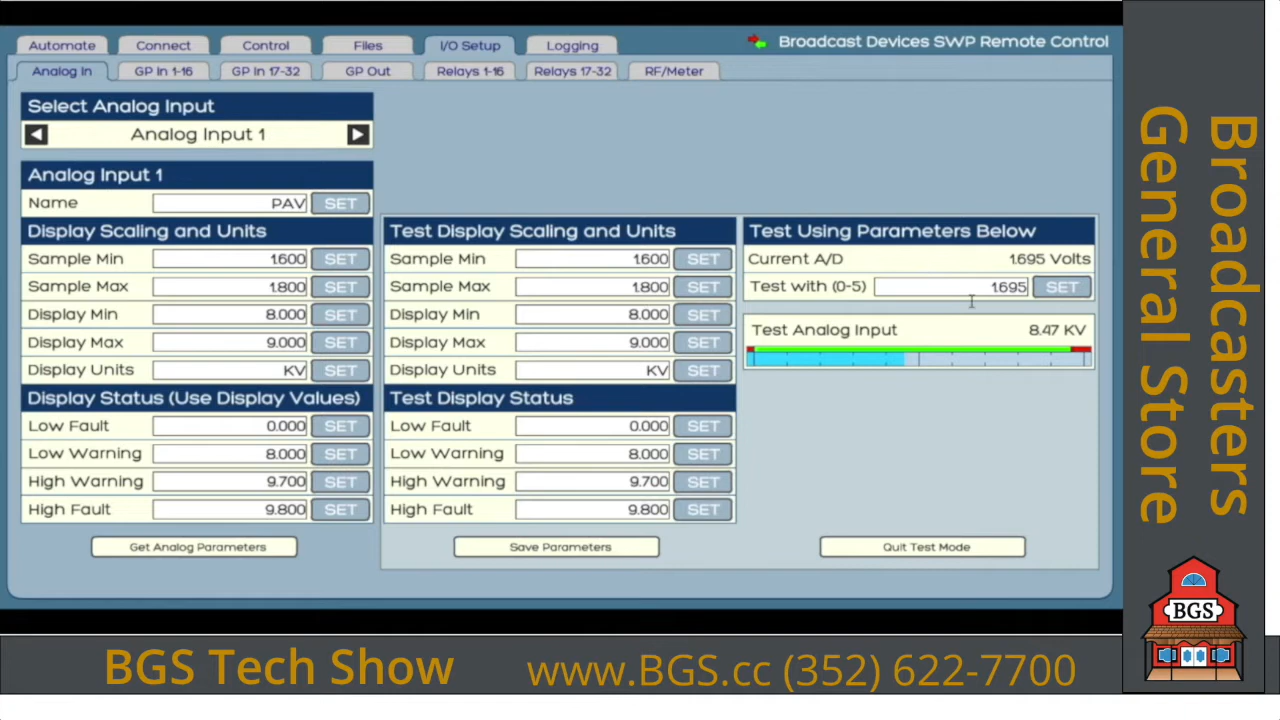 Automate Connect Control Files I/O Setup Logging Broadcast Devices SWP Remote Control
Analog In GP In 1-16 GP In 17-32 GP Out Relays 1-16 Relays 17-32 RF/Meter
Select Analog Input
Analog Input 1
Analog Input 1
Name PAV SET
Display Scaling and Units
Sample Min 1.600 SET
Sample Max 1.800 SET
Display Min 8.000 SET
Display Max 9.000 SET
Display Units KV SET
Display Status (Use Display Values)
Low Fault 0.000 SET
Low Warning 8.000 SET
High Warning 9.700 SET
High Fault 9.800 SET
Get Analog Parameters
Test Display Scaling and Units
Sample Min 1.600 SET
Sample Max 1.800 SET
Display Min 8.000 SET
Display Max 9.000 SET
Display Units KV SET
Test Display Status
Low Fault 0.000 SET
Low Warning 8.000 SET
High Warning 9.700 SET
High Fault 9.800 SET
Save Parameters
Test Using Parameters Below
Current A/D 1.695 Volts
Test with (0-5) 1.695 SET
Test Analog Input 8.47 KV
Quit Test Mode
Broadcasters
General Store
BGS
BGS Tech Show www.BGS.cc (352) 622-7700